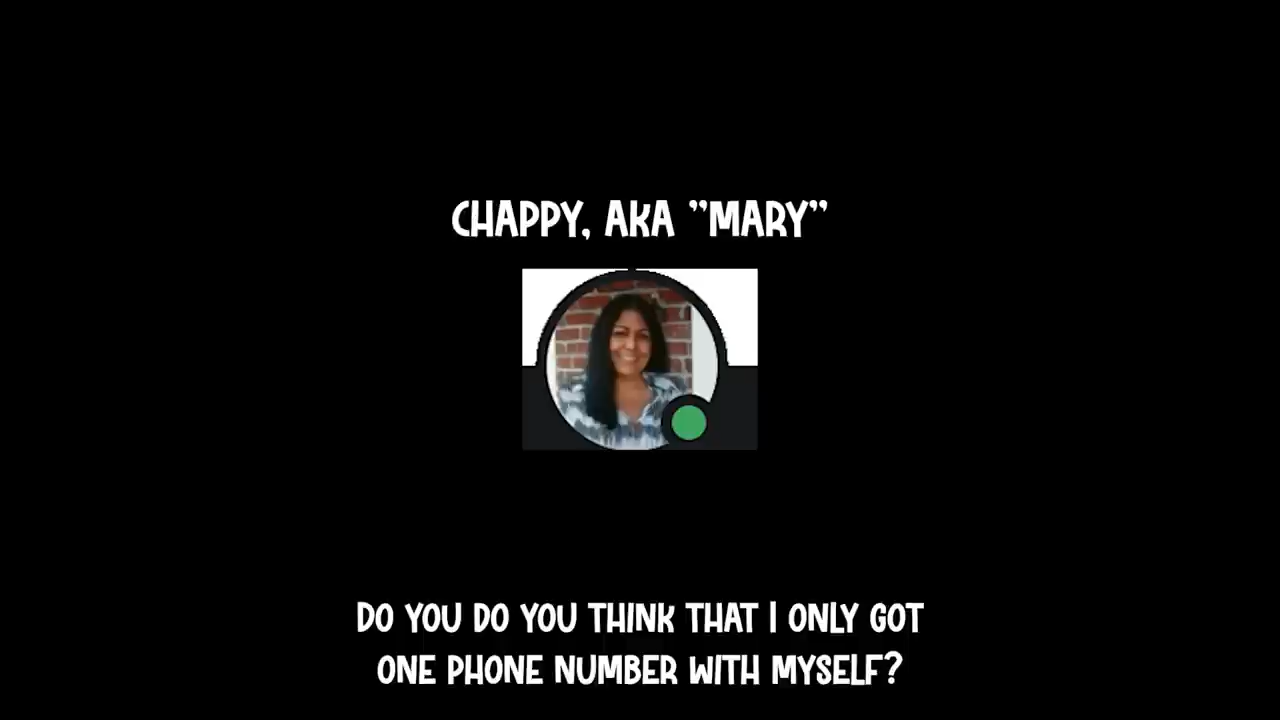 CHAPPY, AKA "MARY"
DO YOU DO YOU THINK THAT I ONLY GOT
ONE PHONE NUMBER WITH MYSELF?